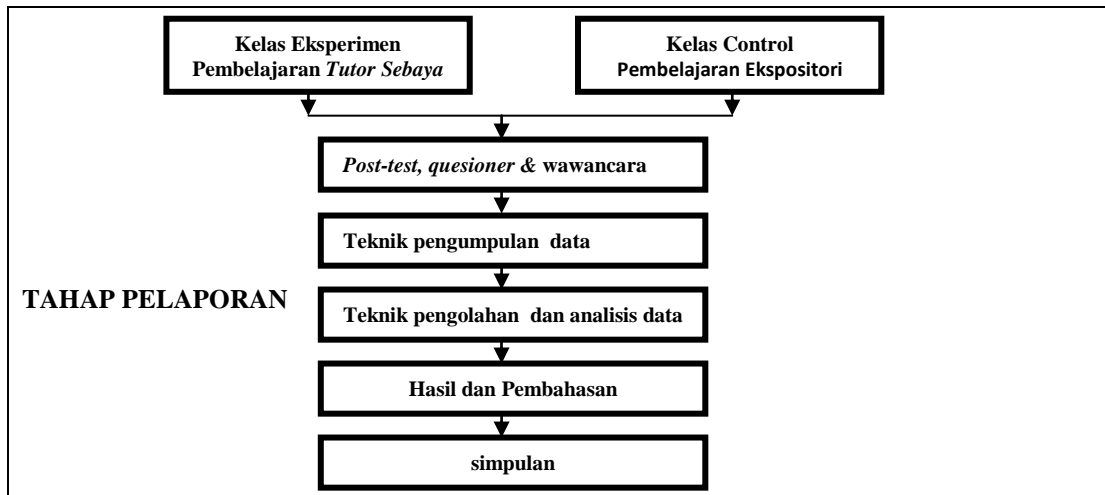 Kelas Eksperimen
Pembelajaran Tutor Sebaya
Kelas Control
Pembelajaran Ekspositori
Post-test, quesioner & wawancara
Teknik pengumpulan data
TAHAP PELAPORAN
Teknik pengolahan dan analisis data
Hasil dan Pembahasan
simpulan